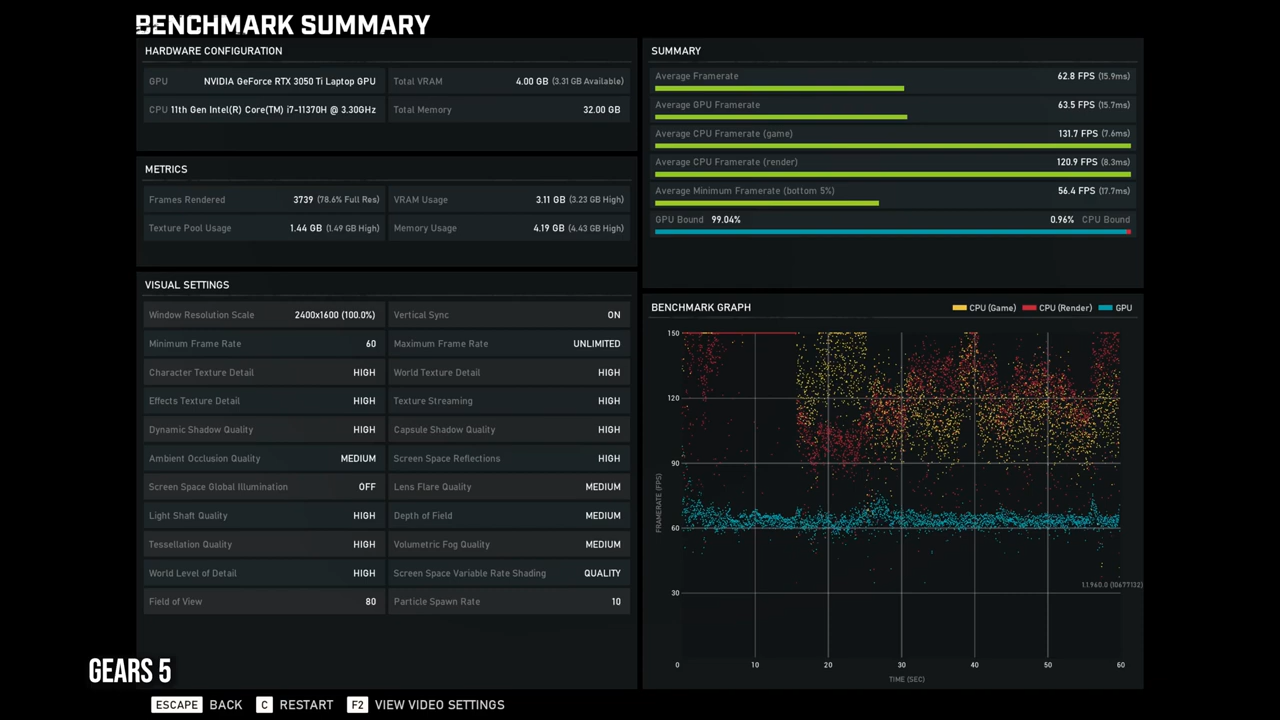 BENCHMARK SUMMARY
HARDWARE CONFIGURATION
GPU NVIDIA GeForce RTX 3050 Ti Laptop GPU
Total VRAM 4.00 GB (3.31 GB Available)
CPU 11th Gen Intel(R) Core(TM) i7-11370H @ 3.30GHz
Total Memory 32.00 GB
METRICS
Frames Rendered 3739 (78.6% Full Res)
VRAM Usage 3.11 GB (3.23 GB High)
Texture Pool Usage 1.44 GB (1.49 GB High)
Memory Usage 4.19 GB (4.43 GB High)
VISUAL SETTINGS
Window Resolution Scale 2400x1600 (100.0%)
Vertical Sync ON
Minimum Frame Rate 60
Maximum Frame Rate UNLIMITED
Character Texture Detail HIGH
World Texture Detail HIGH
Effects Texture Detail HIGH
Texture Streaming HIGH
Dynamic Shadow Quality HIGH
Capsule Shadow Quality HIGH
Ambient Occlusion Quality MEDIUM
Screen Space Reflections HIGH
Screen Space Global Illumination OFF
Lens Flare Quality MEDIUM
Light Shaft Quality HIGH
Depth of Field MEDIUM
Tessellation Quality HIGH
Volumetric Fog Quality MEDIUM
World Level of Detail HIGH
Screen Space Variable Rate Shading QUALITY
Field of View 80
Particle Spawn Rate 10
SUMMARY
Average Framerate 62.8 FPS (15.9ms)
Average GPU Framerate 63.5 FPS (15.7ms)
Average CPU Framerate (game) 131.7 FPS (7.6ms)
Average CPU Framerate (render) 120.9 FPS (8.3ms)
Average Minimum Framerate (bottom 5%) 56.4 FPS (17.7ms)
GPU Bound 99.04% 0.96% CPU Bound
BENCHMARK GRAPH
CPU (Game) CPU (Render) GPU
150
120
90
60
30
FRAMERATE (FPS)
1.1.960.0 (10677132)
0 10 20 30 40 50 60
TIME (SEC)
GEARS 5
ESCAPE BACK C RESTART F2 VIEW VIDEO SETTINGS